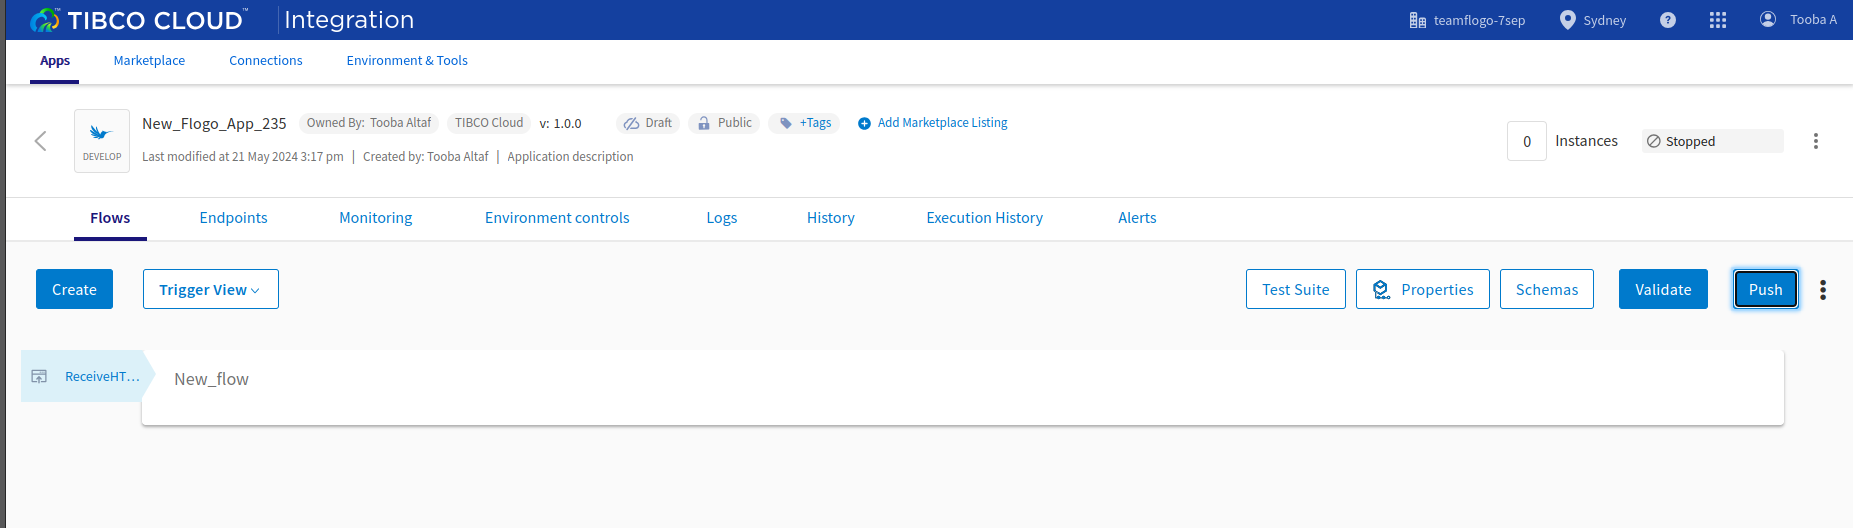 TIBCO CLOUD™ Integration teamflogo-7sep Sydney ? Tooba A
Apps Marketplace Connections Environment & Tools
New_Flogo_App_235 Owned By: Tooba Altaf TIBCO Cloud v: 1.0.0 Draft Public +Tags Add Marketplace Listing
DEVELOP
Last modified at 21 May 2024 3:17 pm | Created by: Tooba Altaf | Application description
0 Instances Stopped
Flows Endpoints Monitoring Environment controls Logs History Execution History Alerts
Create Trigger View Test Suite Properties Schemas Validate Push
ReceiveHT... New_flow